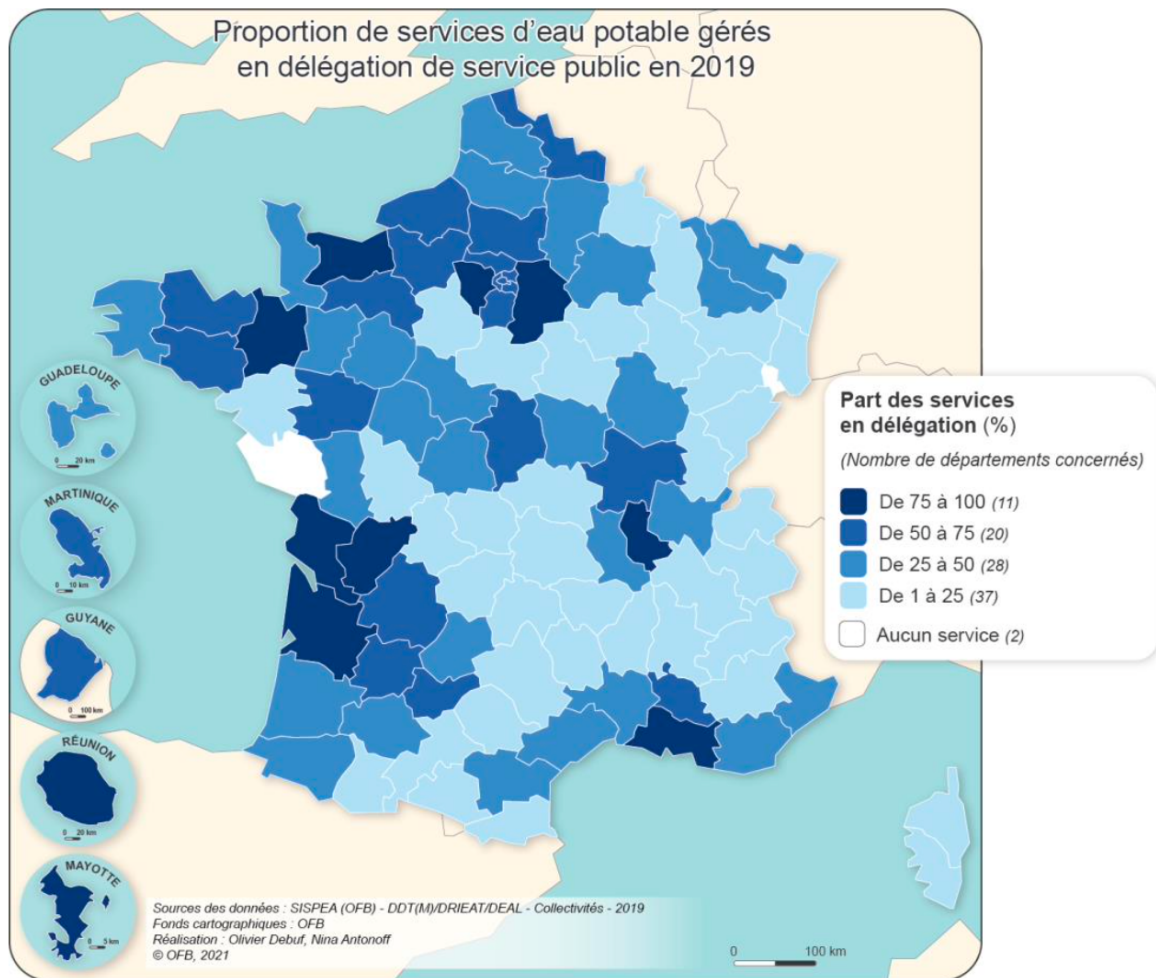 Proportion de services d'eau potable gérés
en délégation de service public en 2019
GUADELOUPE
0 20 km
MARTINIQUE
0 10 km
GUYANE
0 100 km
RÉUNION
0 20 km
MAYOTTE
0 5 km
Part des services
en délégation (%)
(Nombre de départements concernés)
De 75 à 100 (11)
De 50 à 75 (20)
De 25 à 50 (28)
De 1 à 25 (37)
Aucun service (2)
Sources des données : SISPEA (OFB) - DDT(M)/DRIEAT/DEAL - Collectivités - 2019
Fonds cartographiques : OFB
Réalisation : Olivier Debuf, Nina Antonoff
© OFB, 2021
0 100 km